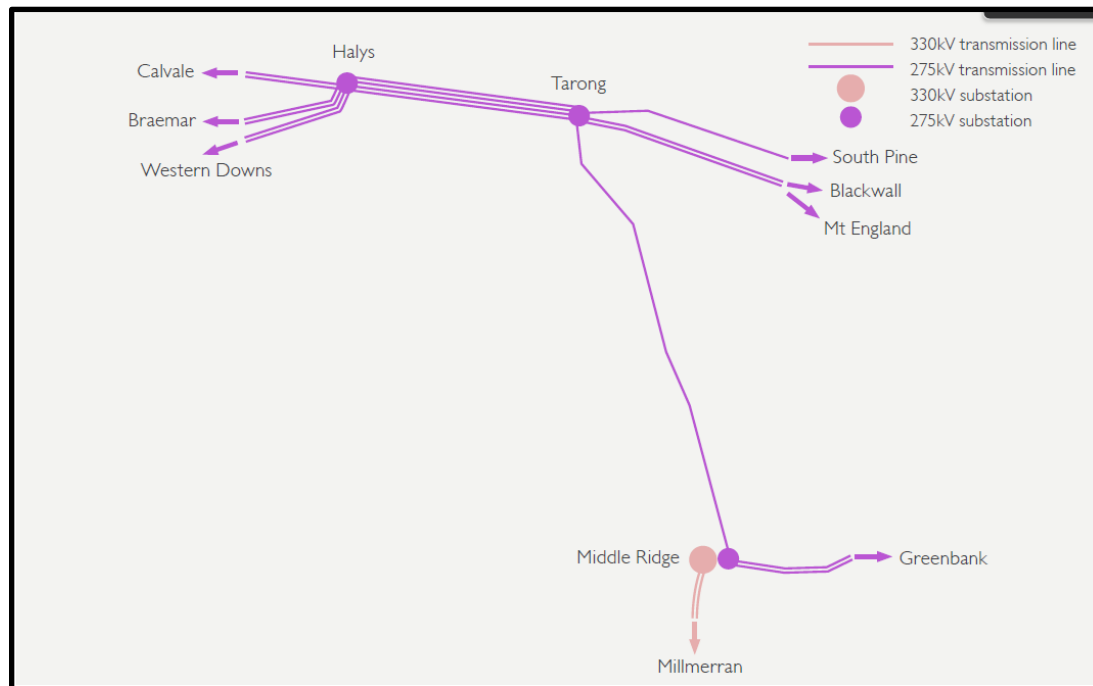 Halys
Calvale
Braemar
Western Downs
Tarong
330kV transmission line
275kV transmission line
330kV substation
275kV substation
South Pine
Blackwall
Mt England
Middle Ridge
Greenbank
Millmerran